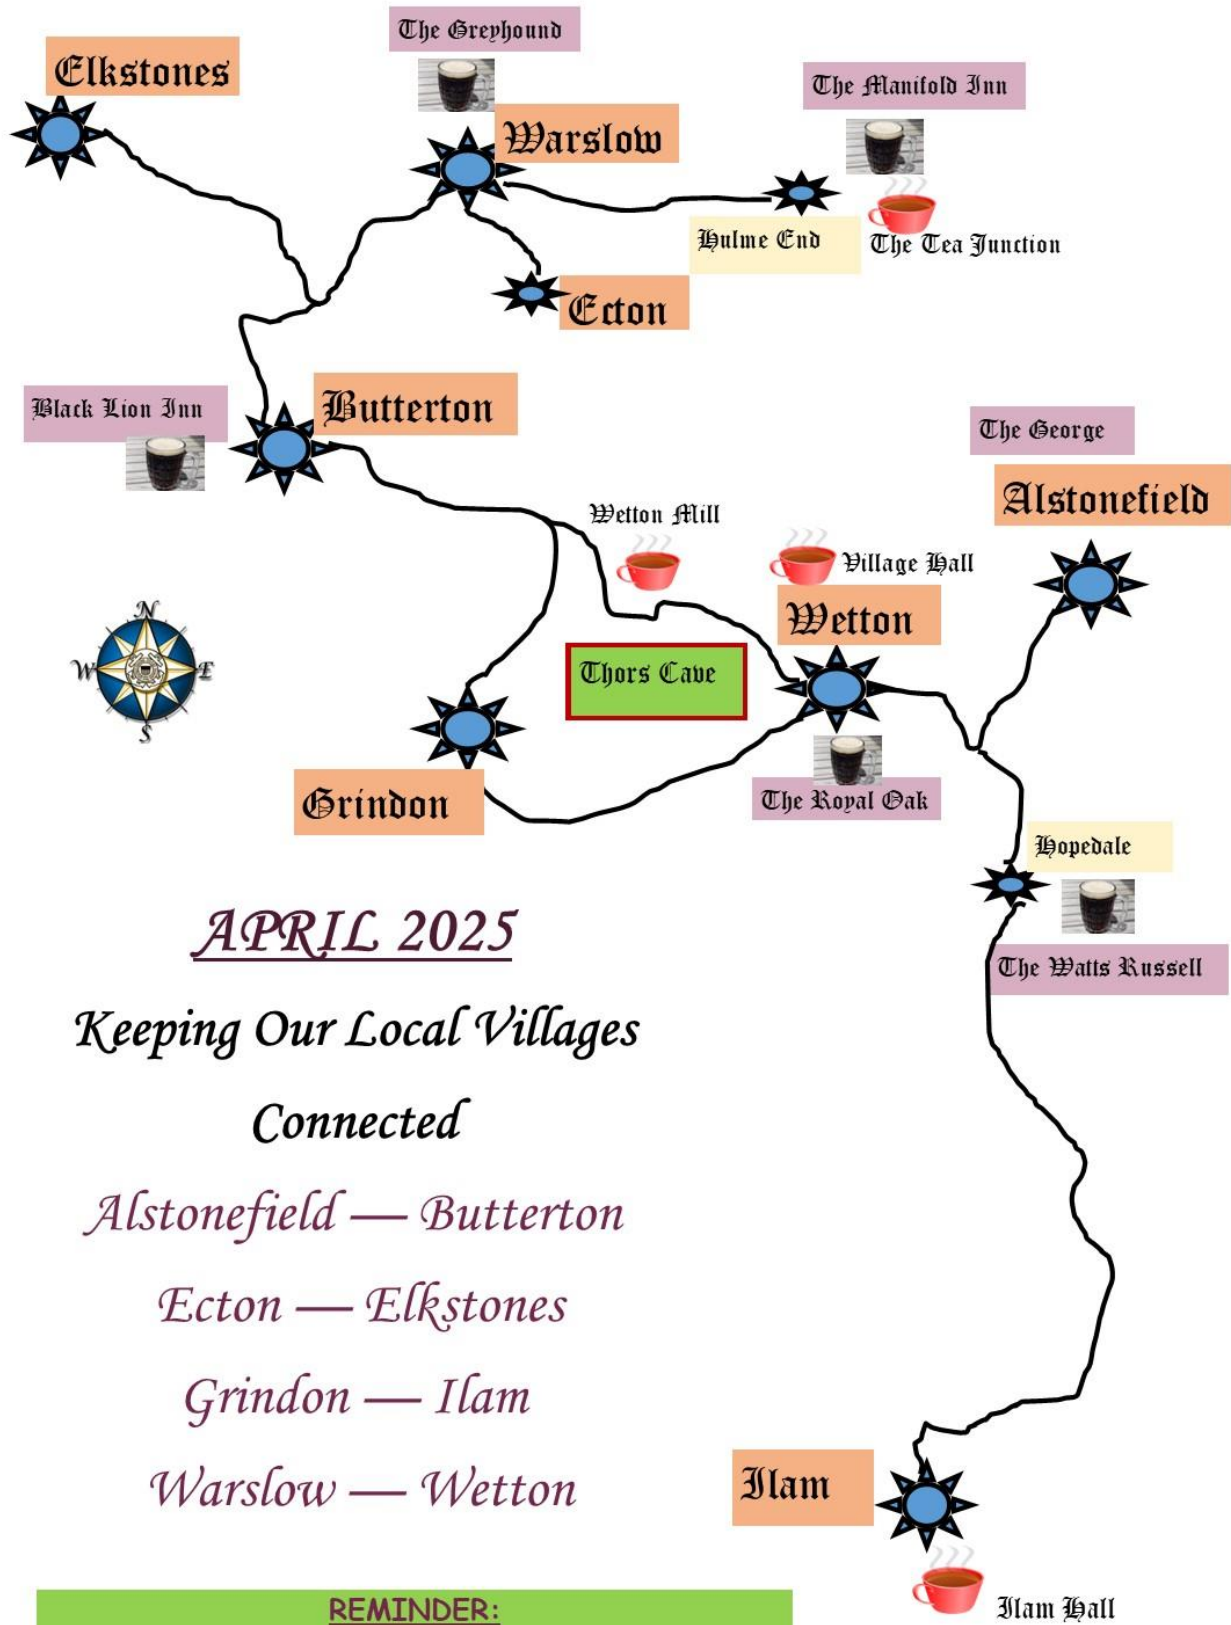 The Greyhound
Elkstones
The Manifold Inn
Warslow
Hulme End
The Tea Junction
Ecton
Black Lion Inn
Butterton
The George
Alstonefield
Wetton Mill
Village Hall
Wetton
N
W
E
S
Thors Cave
Grindon
The Royal Oak
Hopedale
The Watts Russell
APRIL 2025
Keeping Our Local Villages
Connected
Alstonefield — Butterton
Ecton — Elkstones
Grindon — Ilam
Warslow — Wetton
Ilam
Ilam Hall
REMINDER: